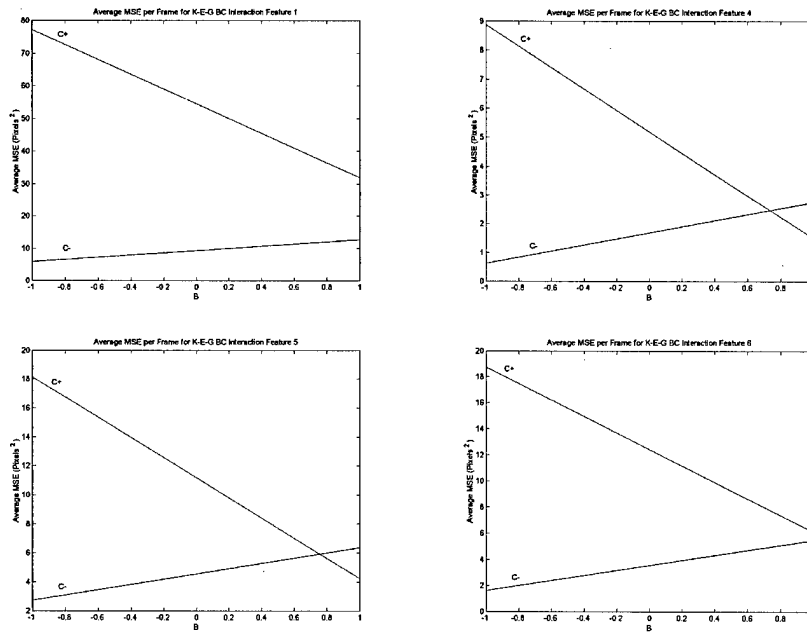 Average MSE per Frame for K-E-G BC Interaction Feature 1
80
70
60
50
40
30
20
10
0
Average MSE (Pixels ^2)
C+
C-
-1 -0.8 -0.6 -0.4 -0.2 0 0.2 0.4 0.6 0.8 1
B
Average MSE per Frame for K-E-G BC Interaction Feature 4
9
8
7
6
5
4
3
2
1
0
Average MSE (Pixels ^2)
C+
C-
-1 -0.8 -0.6 -0.4 -0.2 0 0.2 0.4 0.6 0.8
B
Average MSE per Frame for K-E-G BC Interaction Feature 5
20
18
16
14
12
10
8
6
4
2
Average MSE (Pixels ^2)
C+
C-
-1 -0.8 -0.6 -0.4 -0.2 0 0.2 0.4 0.6 0.8 1
B
Average MSE per Frame for K-E-G BC Interaction Feature 6
20
18
16
14
12
10
8
6
4
2
0
Average MSE (Pixels ^2)
C+
C-
-1 -0.8 -0.6 -0.4 -0.2 0 0.2 0.4 0.6 0.8
B